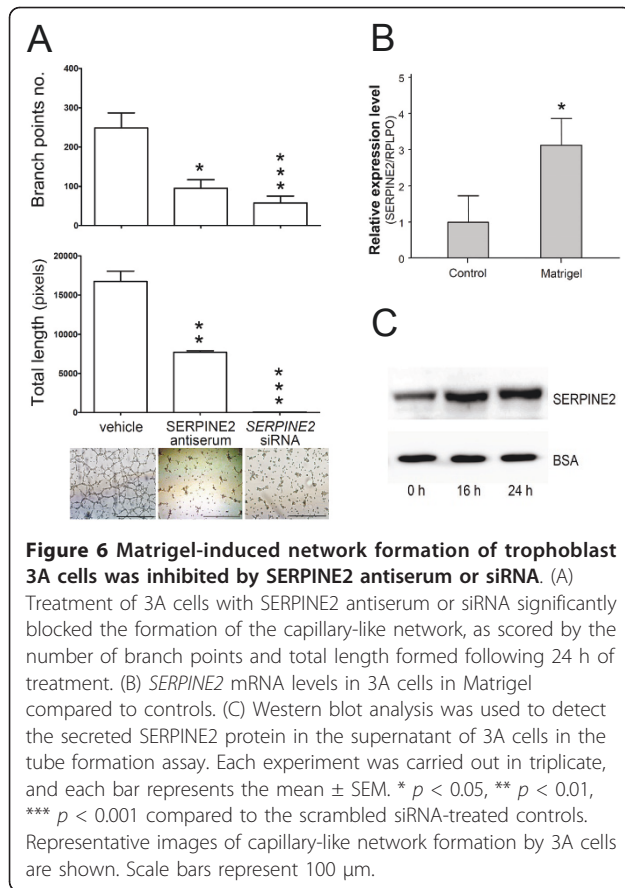 A
Branch points no.
400
300
200
100
0
*
***
Total length (pixels)
20000
15000
10000
5000
0
**
***
vehicle
SERPINE2
antiserum
SERPINE2
siRNA
B
Relative expression level
(SERPINE2/RPLPO)
5
4
3
2
1
0
*
Control
Matrigel
C
SERPINE2
BSA
0 h
16 h
24 h
Figure 6 Matrigel-induced network formation of trophoblast
3A cells was inhibited by SERPINE2 antiserum or siRNA. (A)
Treatment of 3A cells with SERPINE2 antiserum or siRNA significantly
blocked the formation of the capillary-like network, as scored by the
number of branch points and total length formed following 24 h of
treatment. (B) SERPINE2 mRNA levels in 3A cells in Matrigel
compared to controls. (C) Western blot analysis was used to detect
the secreted SERPINE2 protein in the supernatant of 3A cells in the
tube formation assay. Each experiment was carried out in triplicate,
and each bar represents the mean ± SEM. * p < 0.05, ** p < 0.01,
*** p < 0.001 compared to the scrambled siRNA-treated controls.
Representative images of capillary-like network formation by 3A cells
are shown. Scale bars represent 100 μm.